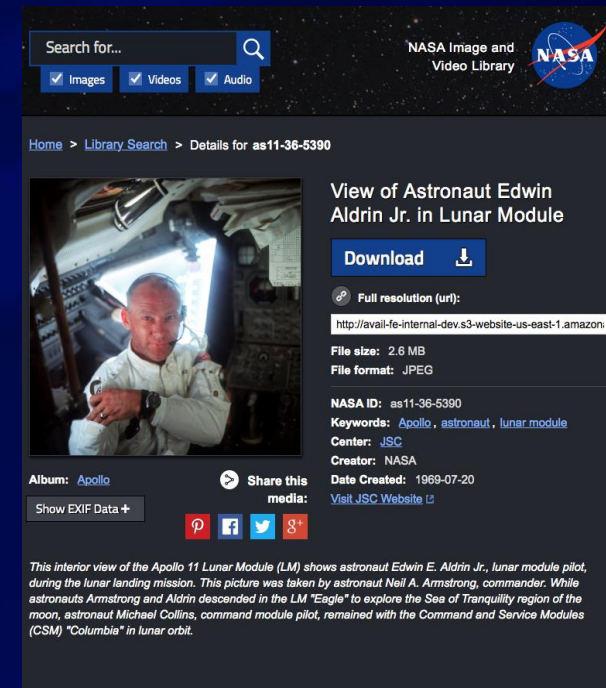 Search for...
Images Videos Audio
NASA Image and
Video Library
NASA
Home > Library Search > Details for as11-36-5390
View of Astronaut Edwin
Aldrin Jr. in Lunar Module
Download
Full resolution (url):
http://avail-fe-internal-dev.s3-website-us-east-1.amazon
File size: 2.6 MB
File format: JPEG
NASA ID: as11-36-5390
Keywords: Apollo , astronaut , lunar module
Center: JSC
Creator: NASA
Date Created: 1969-07-20
Visit JSC Website
Album: Apollo
Show EXIF Data +
Share this
media:
This interior view of the Apollo 11 Lunar Module (LM) shows astronaut Edwin E. Aldrin Jr., lunar module pilot,
during the lunar landing mission. This picture was taken by astronaut Neil A. Armstrong, commander. While
astronauts Armstrong and Aldrin descended in the LM "Eagle" to explore the Sea of Tranquility region of the
moon, astronaut Michael Collins, command module pilot, remained with the Command and Service Modules
(CSM) "Columbia" in lunar orbit.